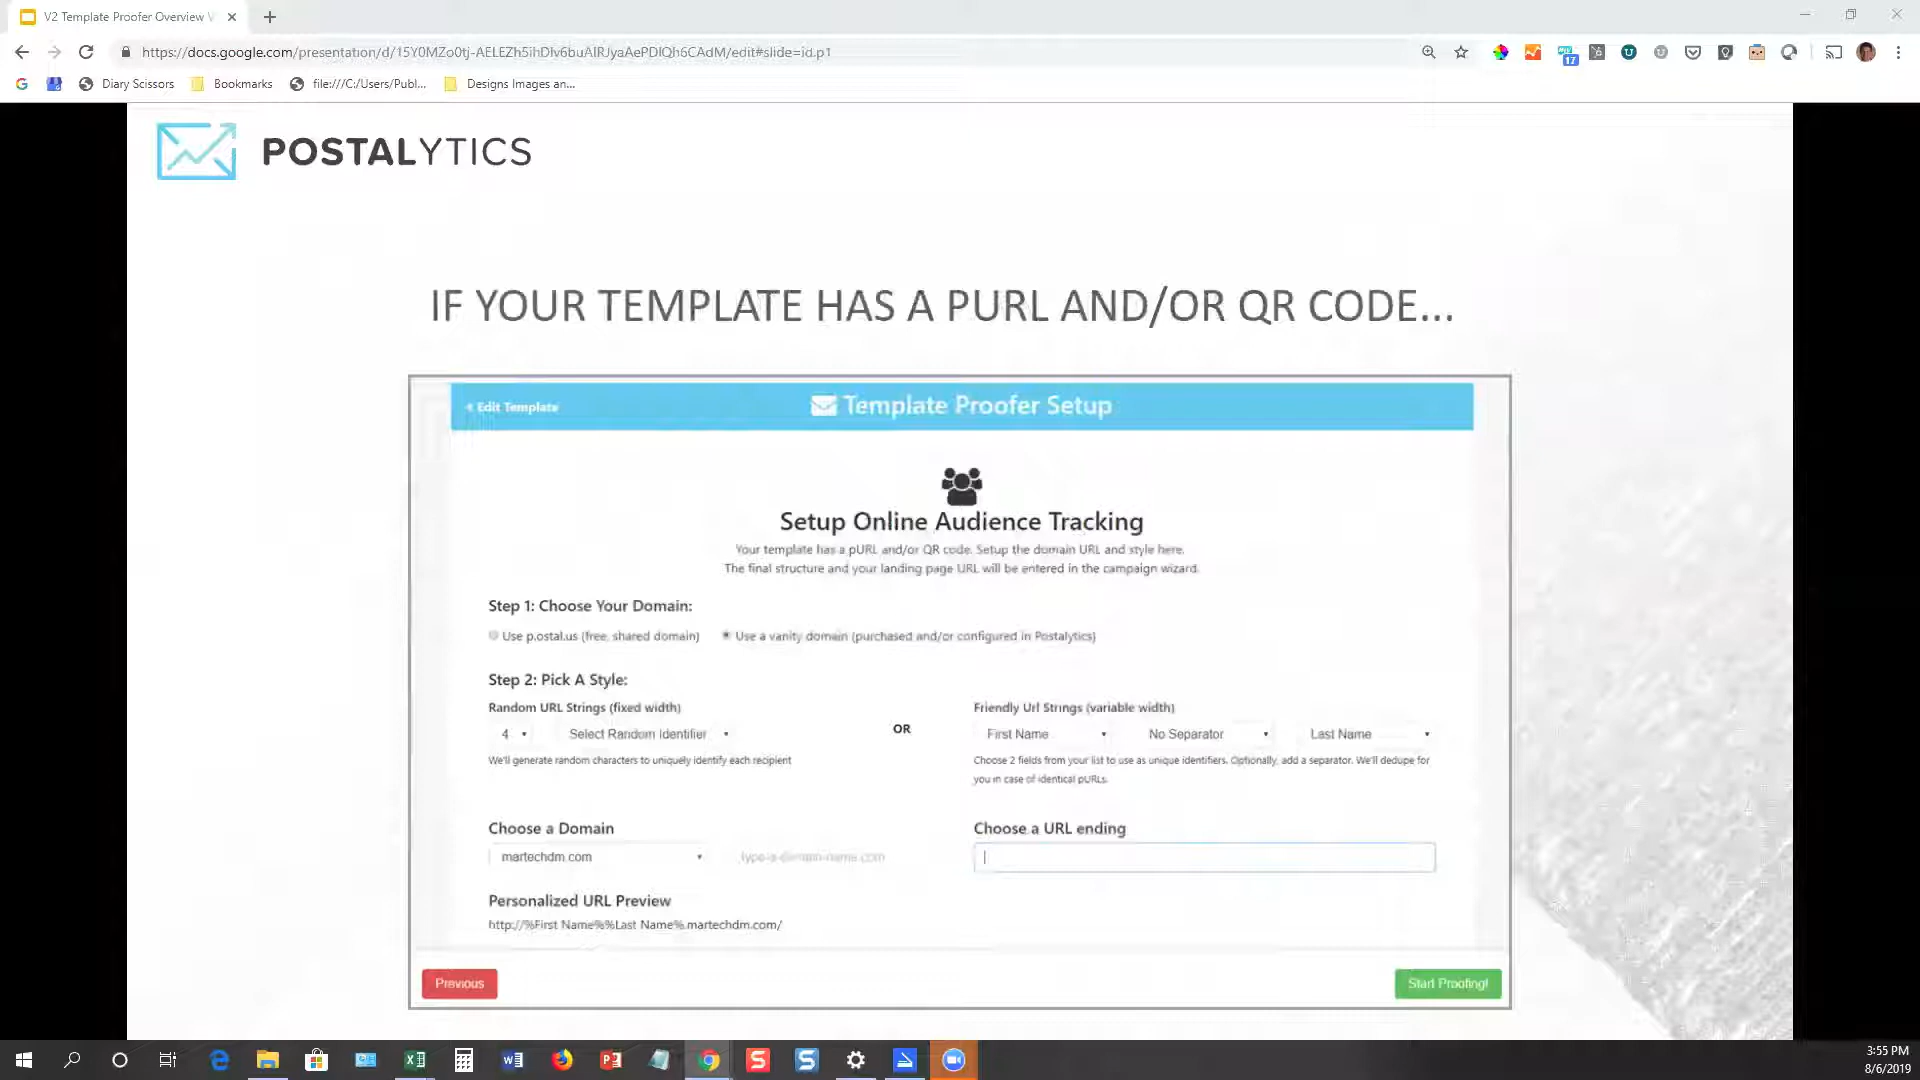 V2 Template Proofer Overview V
https://docs.google.com/presentation/d/15Y0MZo0tj-AELEZh5ihDlv6buAIRJyaAePDIQh6CAdM/edit#slide=id.p1
17
Diary Scissors
Bookmarks
file:///C:/Users/Publ...
Designs Images an...
POSTALYTICS
IF YOUR TEMPLATE HAS A PURL AND/OR QR CODE...
Edit Template
Template Proofer Setup
Setup Online Audience Tracking
Your template has a pURL and/or QR code. Setup the domain URL and style here.
The final structure and your landing page URL will be entered in the campaign wizard.
Step 1: Choose Your Domain:
Use p.ostal.us (free, shared domain)
Use a vanity domain (purchased and/or configured in Postalytics)
Step 2: Pick A Style:
Random URL Strings (fixed width)
Friendly Url Strings (variable width)
4
Select Random Identifier
OR
First Name
No Separator
Last Name
We'll generate random characters to uniquely identify each recipient
Choose 2 fields from your list to use as unique identifiers. Optionally, add a separator. We'll dedupe for
you in case of identical pURLs.
Choose a Domain
Choose a URL ending
martechdm.com
type-a-domain-name.com
Personalized URL Preview
http://%First Name%%Last Name%.martechdm.com/
Previous
Start Proofing!
3:55 PM
8/6/2019